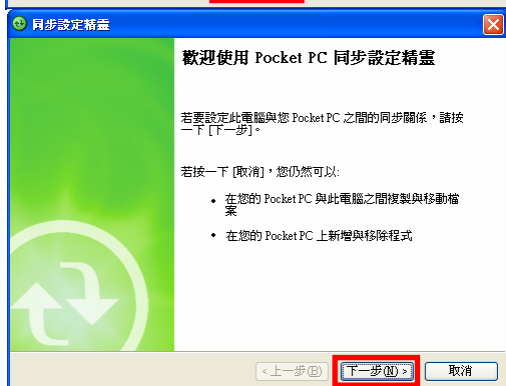 同步設定精靈
歡迎使用 Pocket PC 同步設定精靈
若要設定此電腦與您 Pocket PC 之間的同步關係，請按
一下 [下一步]。
若按一下 [取消]，您仍然可以:
• 在您的 Pocket PC 與此電腦之間複製與移動檔
案
• 在您的 Pocket PC 上新增與移除程式
<上一步(B) 下一步(N)> 取消